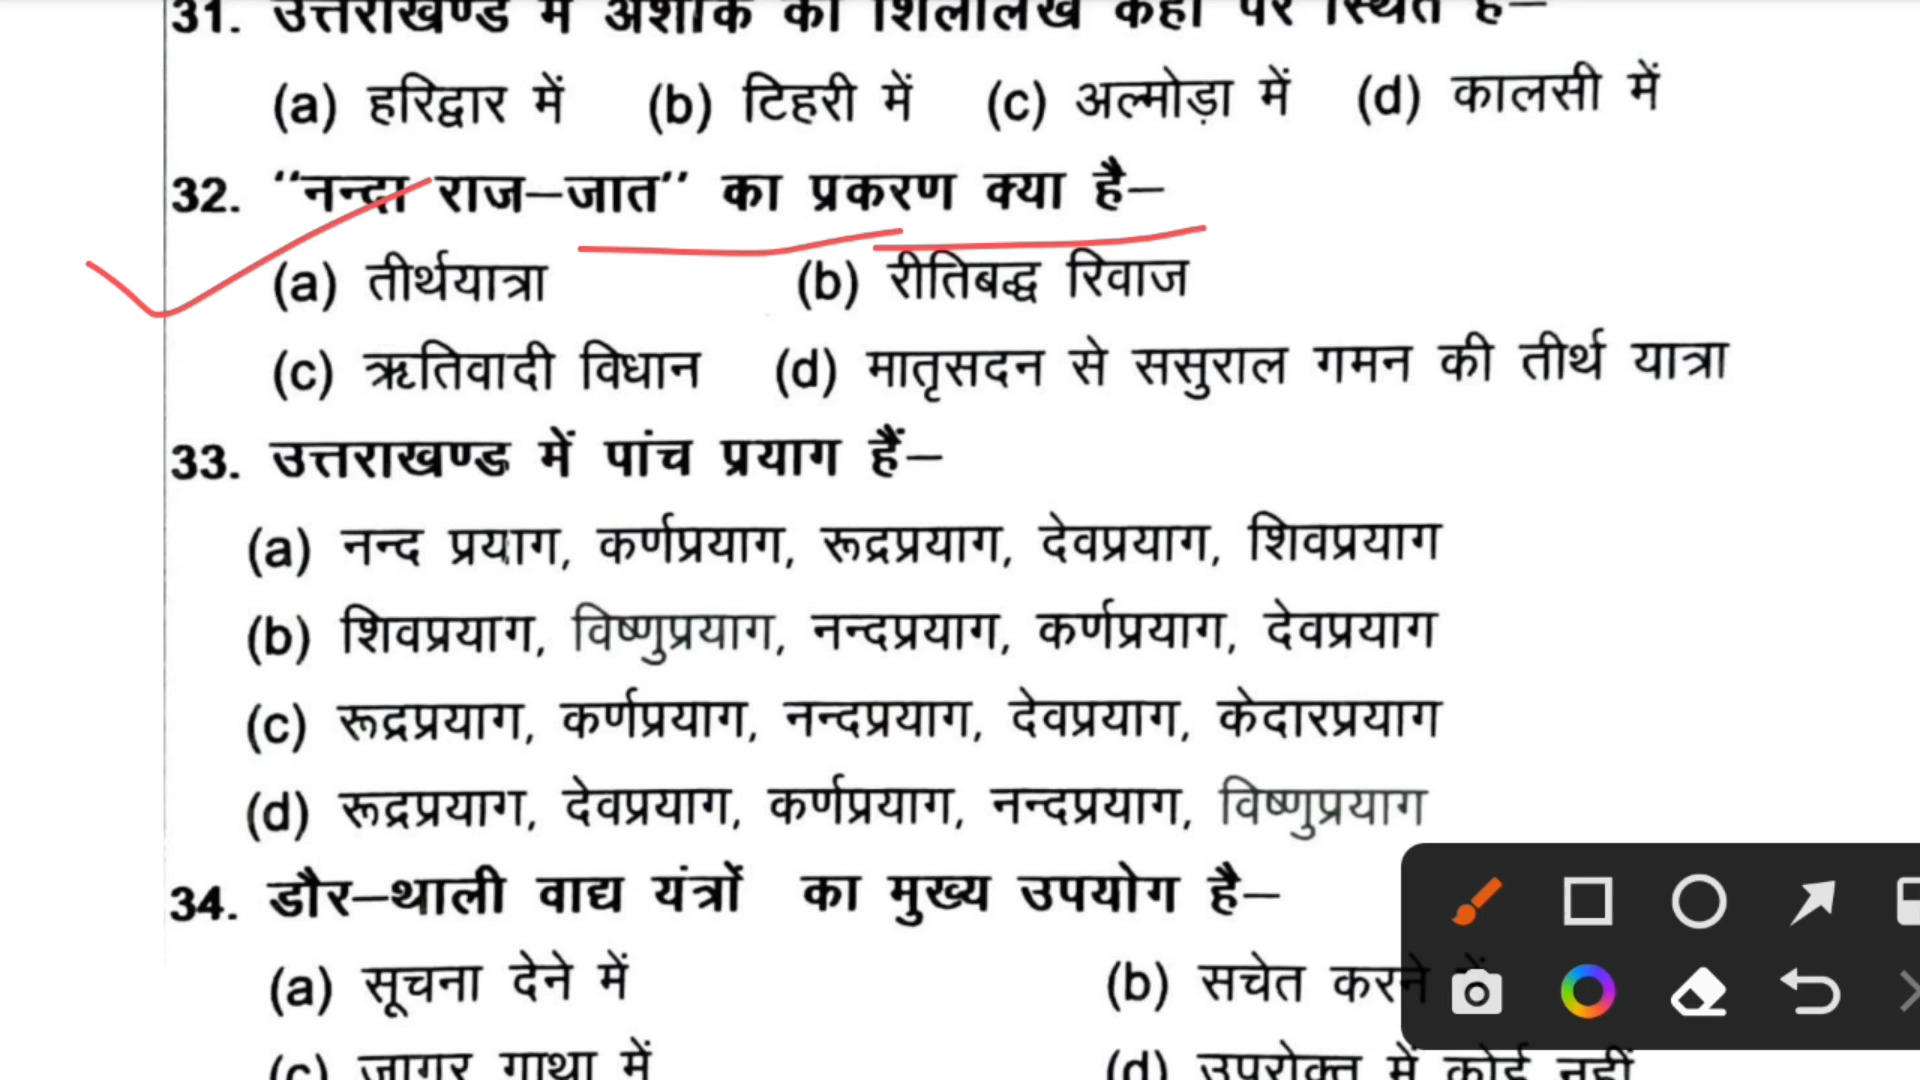 31. उत्तराखण्ड में अशोक का शिलालेख कहां पर स्थित है–
(a) हरिद्वार में (b) टिहरी में (c) अल्मोड़ा में (d) कालसी में
32. “नन्दा राज–जात” का प्रकरण क्या है–
(a) तीर्थयात्रा (b) रीतिबद्ध रिवाज
(c) ऋतिवादी विधान (d) मातृसदन से ससुराल गमन की तीर्थ यात्रा
33. उत्तराखण्ड में पांच प्रयाग हैं–
(a) नन्द प्रयाग, कर्णप्रयाग, रूद्रप्रयाग, देवप्रयाग, शिवप्रयाग
(b) शिवप्रयाग, विष्णुप्रयाग, नन्दप्रयाग, कर्णप्रयाग, देवप्रयाग
(c) रूद्रप्रयाग, कर्णप्रयाग, नन्दप्रयाग, देवप्रयाग, केदारप्रयाग
(d) रूद्रप्रयाग, देवप्रयाग, कर्णप्रयाग, नन्दप्रयाग, विष्णुप्रयाग
34. डौर–थाली वाद्य यंत्रों का मुख्य उपयोग है–
(a) सूचना देने में (b) सचेत करने में
(c) जागर गाथा में (d) उपरोक्त में कोई नहीं